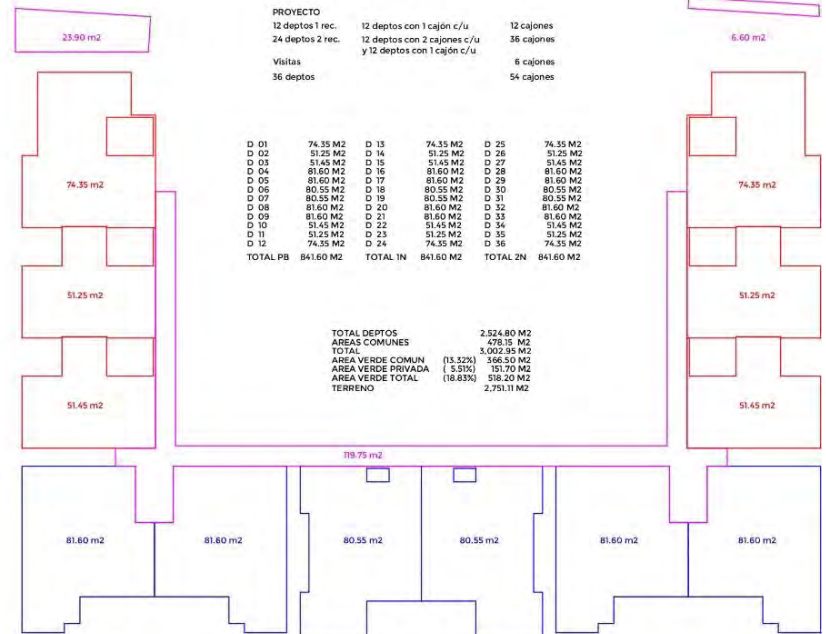 PROYECTO
12 deptos 1 rec. 12 deptos con 1 cajón c/u 12 cajones
24 deptos 2 rec. 12 deptos con 2 cajones c/u 36 cajones
y 12 deptos con 1 cajón c/u
Visitas 6 cajones
36 deptos 54 cajones
23.90 m2
6.60 m2
D 01 74.35 M2 D 13 74.35 M2 D 25 74.35 M2
D 02 51.25 M2 D 14 51.25 M2 D 26 51.25 M2
D 03 51.45 M2 D 15 51.45 M2 D 27 51.45 M2
D 04 81.60 M2 D 16 81.60 M2 D 28 81.60 M2
D 05 81.60 M2 D 17 81.60 M2 D 29 81.60 M2
D 06 80.55 M2 D 18 80.55 M2 D 30 80.55 M2
D 07 80.55 M2 D 19 80.55 M2 D 31 80.55 M2
D 08 81.60 M2 D 20 81.60 M2 D 32 81.60 M2
D 09 81.60 M2 D 21 81.60 M2 D 33 81.60 M2
D 10 51.45 M2 D 22 51.45 M2 D 34 51.45 M2
D 11 51.25 M2 D 23 51.25 M2 D 35 51.25 M2
D 12 74.35 M2 D 24 74.35 M2 D 36 74.35 M2
TOTAL PB 841.60 M2 TOTAL 1N 841.60 M2 TOTAL 2N 841.60 M2
74.35 m2
74.35 m2
51.25 m2
51.25 m2
TOTAL DEPTOS 2,524.80 M2
AREAS COMUNES 478.15 M2
TOTAL 3,002.95 M2
AREA VERDE COMUN (13.32%) 366.50 M2
AREA VERDE PRIVADA ( 5.51%) 151.70 M2
AREA VERDE TOTAL (18.83%) 518.20 M2
TERRENO 2,751.11 M2
51.45 m2
51.45 m2
119.75 m2
81.60 m2
81.60 m2
80.55 m2
80.55 m2
81.60 m2
81.60 m2